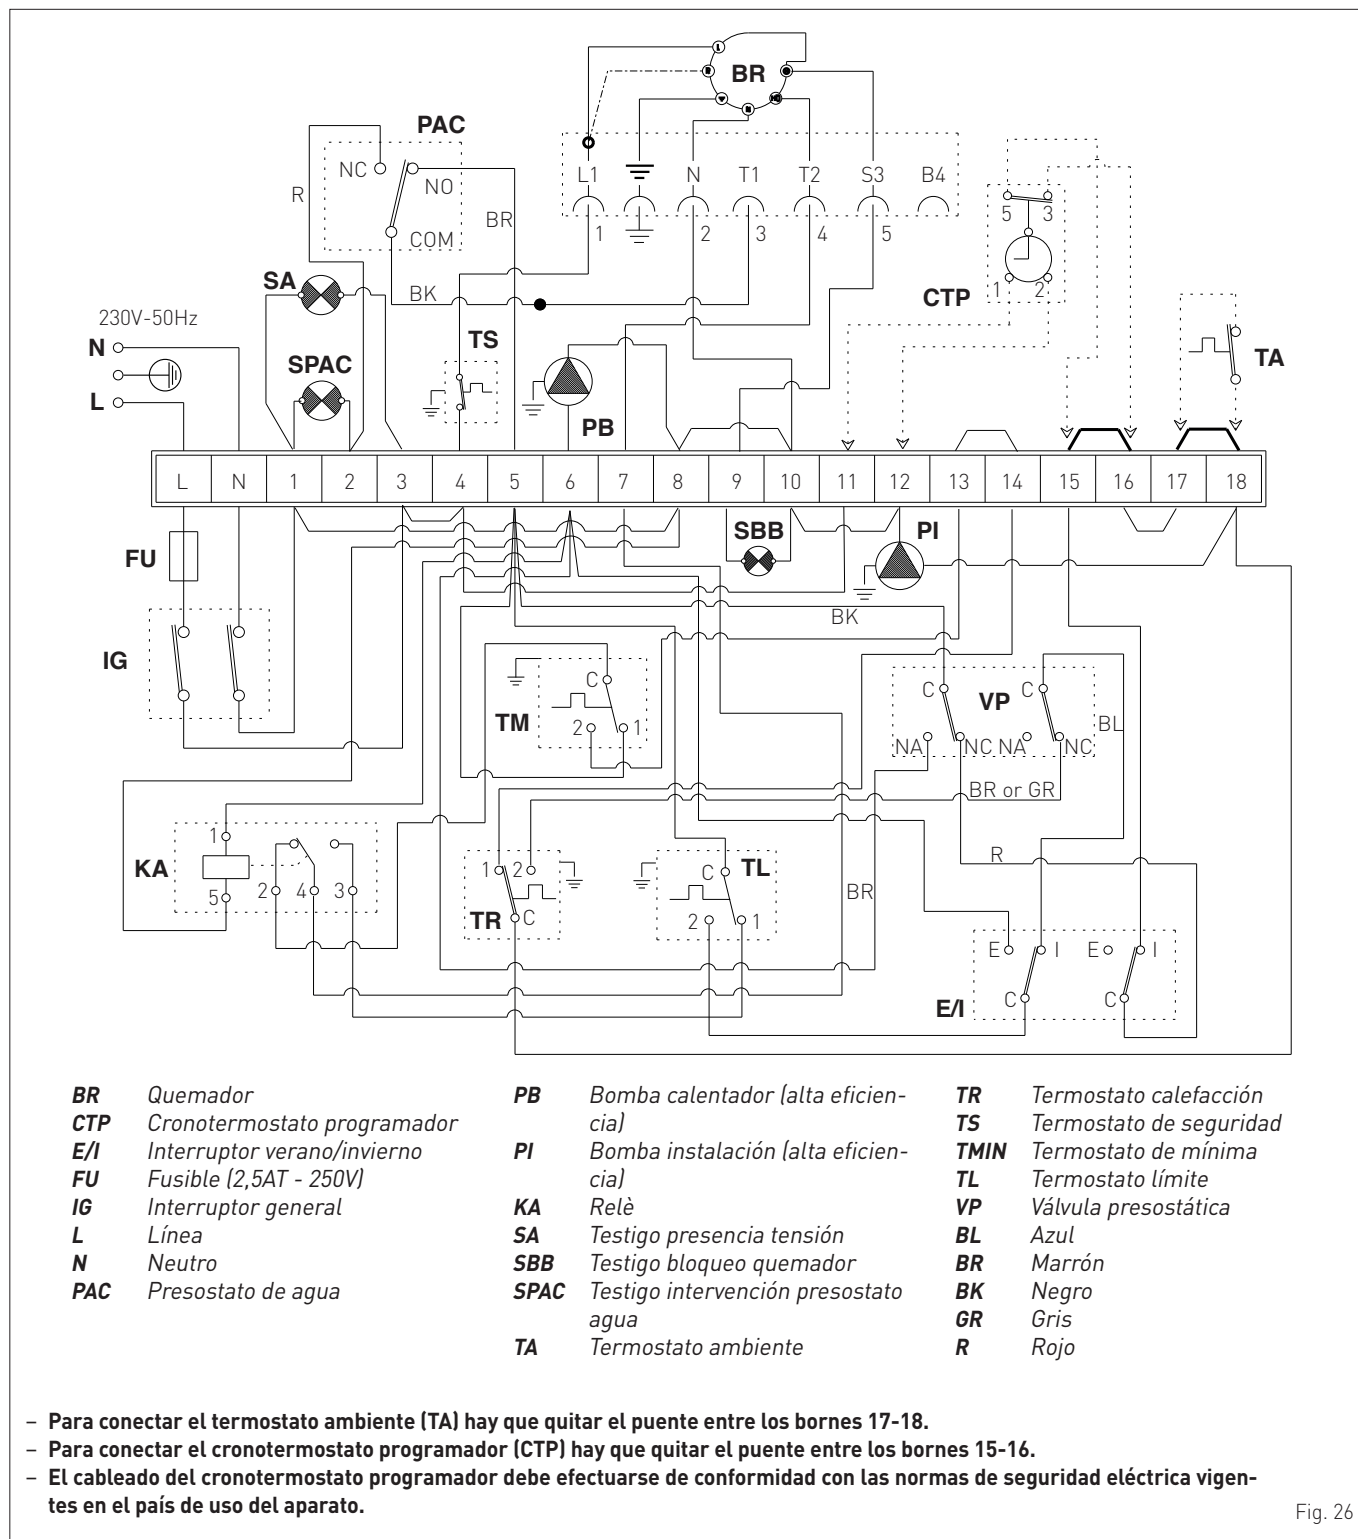 BR
PAC
NC
NO
COM
R
BR
BK
L1
N
T1
T2
S3
B4
1
2
3
4
5
5
3
1
2
CTP
SA
230V-50Hz
N
L
SPAC
TS
PB
TA
L N 1 2 3 4 5 6 7 8 9 10 11 12 13 14 15 16 17 18
FU
SBB
PI
BK
IG
TM
C
2
1
C
VP
C
NA
NC
NA
NC
BL
BR or GR
KA
1
5
2
4
3
1
2
TR
C
TL
C
2
1
BR
R
E
I
E
I
C
C
E/I
BR Quemador
CTP Cronotermostato programador
E/I Interruptor verano/invierno
FU Fusible (2,5AT - 250V)
IG Interruptor general
L Línea
N Neutro
PAC Presostato de agua
PB Bomba calentador (alta eficien-
cia)
PI Bomba instalación (alta eficien-
cia)
KA Relè
SA Testigo presencia tensión
SBB Testigo bloqueo quemador
SPAC Testigo intervención presostato
agua
TA Termostato ambiente
TR Termostato calefacción
TS Termostato de seguridad
TMIN Termostato de mínima
TL Termostato límite
VP Válvula presostática
BL Azul
BR Marrón
BK Negro
GR Gris
R Rojo
– Para conectar el termostato ambiente (TA) hay que quitar el puente entre los bornes 17-18.
– Para conectar el cronotermostato programador (CTP) hay que quitar el puente entre los bornes 15-16.
– El cableado del cronotermostato programador debe efectuarse de conformidad con las normas de seguridad eléctrica vigen-
tes en el país de uso del aparato.
Fig. 26